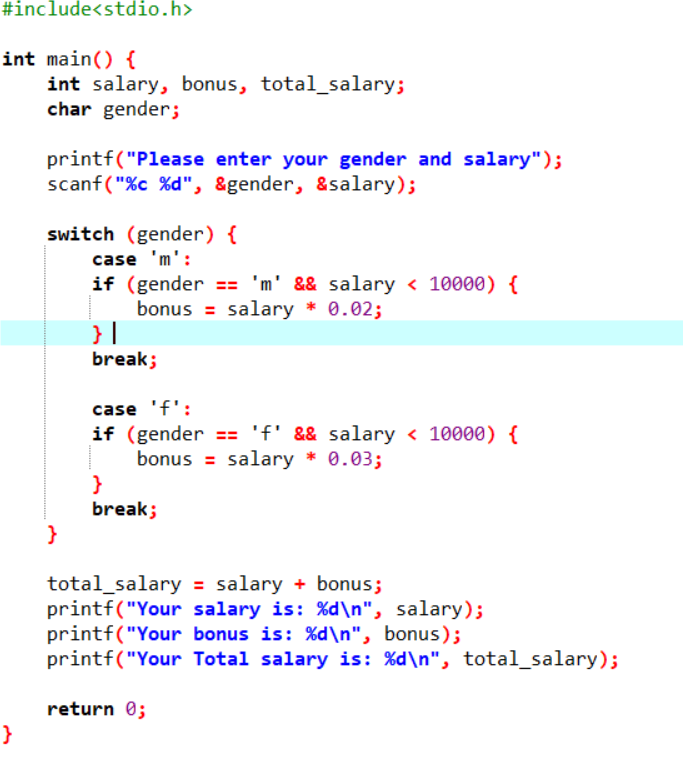 #include<stdio.h>
int main() {
    int salary, bonus, total_salary;
    char gender;
    printf("Please enter your gender and salary");
    scanf("%c %d", &gender, &salary);
    switch (gender) {
        case 'm':
        if (gender == 'm' && salary < 10000) {
            bonus = salary * 0.02;
        }
        break;
        case 'f':
        if (gender == 'f' && salary < 10000) {
            bonus = salary * 0.03;
        }
        break;
    }
    total_salary = salary + bonus;
    printf("Your salary is: %d\n", salary);
    printf("Your bonus is: %d\n", bonus);
    printf("Your Total salary is: %d\n", total_salary);
    return 0;
}